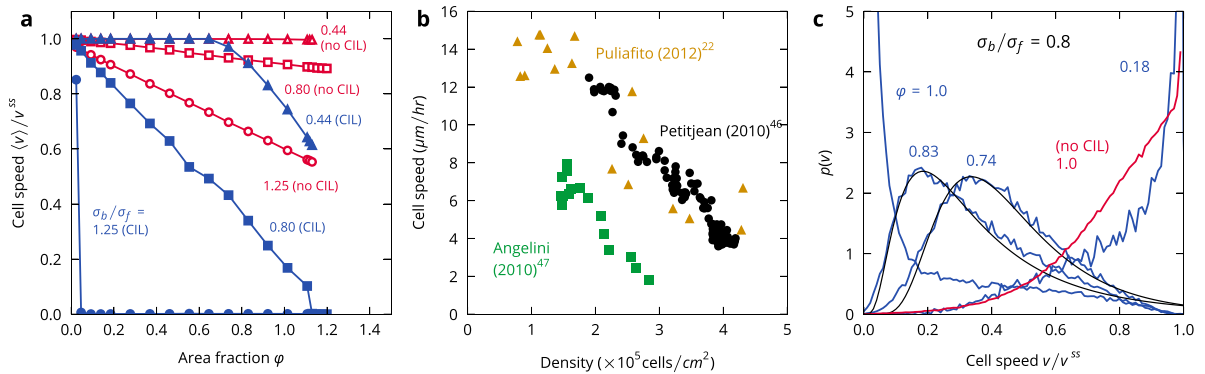 a
Cell speed ⟨v⟩/v^ss
1.0
0.8
0.6
0.4
0.2
0.0
0.0 0.2 0.4 0.6 0.8 1.0 1.2 1.4
Area fraction φ
0.44
(no CIL)
0.80 (no CIL)
0.44 (CIL)
1.25 (no CIL)
0.80 (CIL)
σ_b/σ_f =
1.25 (CIL)
b
Cell speed (μm/hr)
16
14
12
10
8
6
4
2
0
0 1 2 3 4 5
Density (×10^5 cells/cm^2)
Puliafito (2012)^22
Petitjean (2010)^46
Angelini
(2010)^47
c
p(v)
5
4
3
2
1
0
0.0 0.2 0.4 0.6 0.8 1.0
Cell speed v/v^ss
σ_b/σ_f = 0.8
0.18
φ = 1.0
0.83
0.74
(no CIL)
1.0